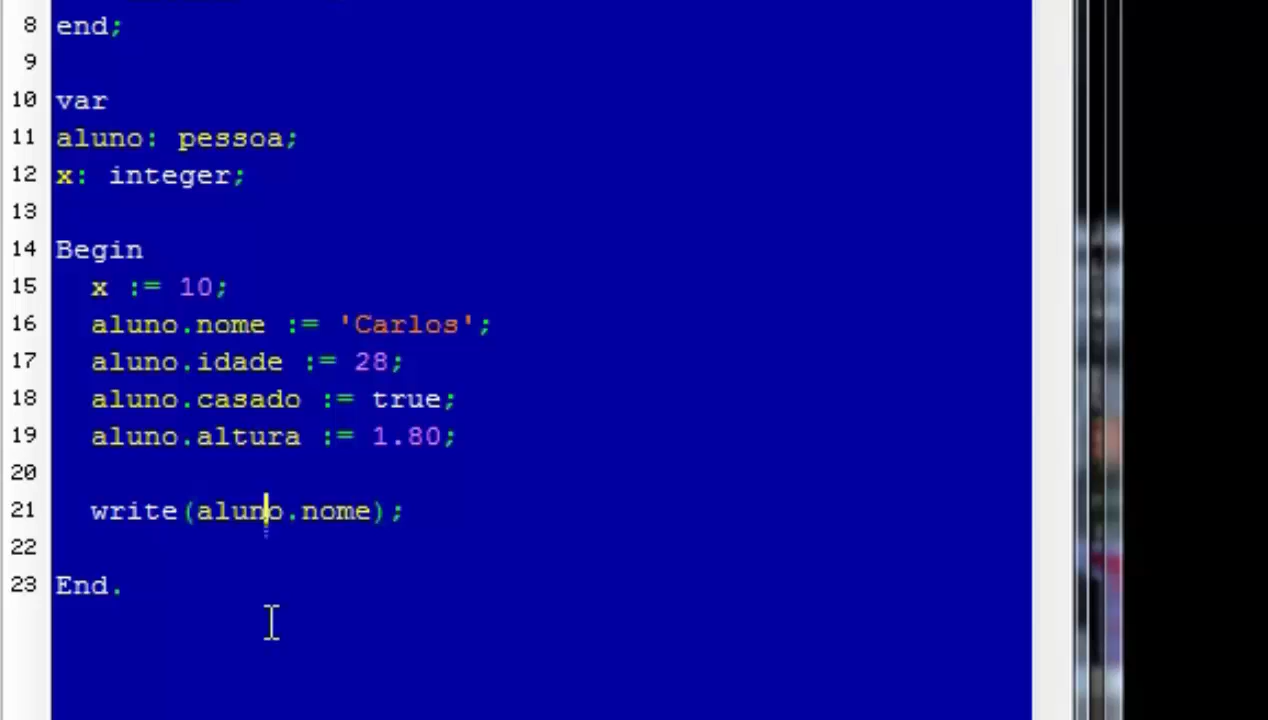 8 end;
9
10 var
11 aluno: pessoa;
12 x: integer;
13
14 Begin
15 x := 10;
16 aluno.nome := 'Carlos';
17 aluno.idade := 28;
18 aluno.casado := true;
19 aluno.altura := 1.80;
20
21 write(aluno.nome);
22
23 End.